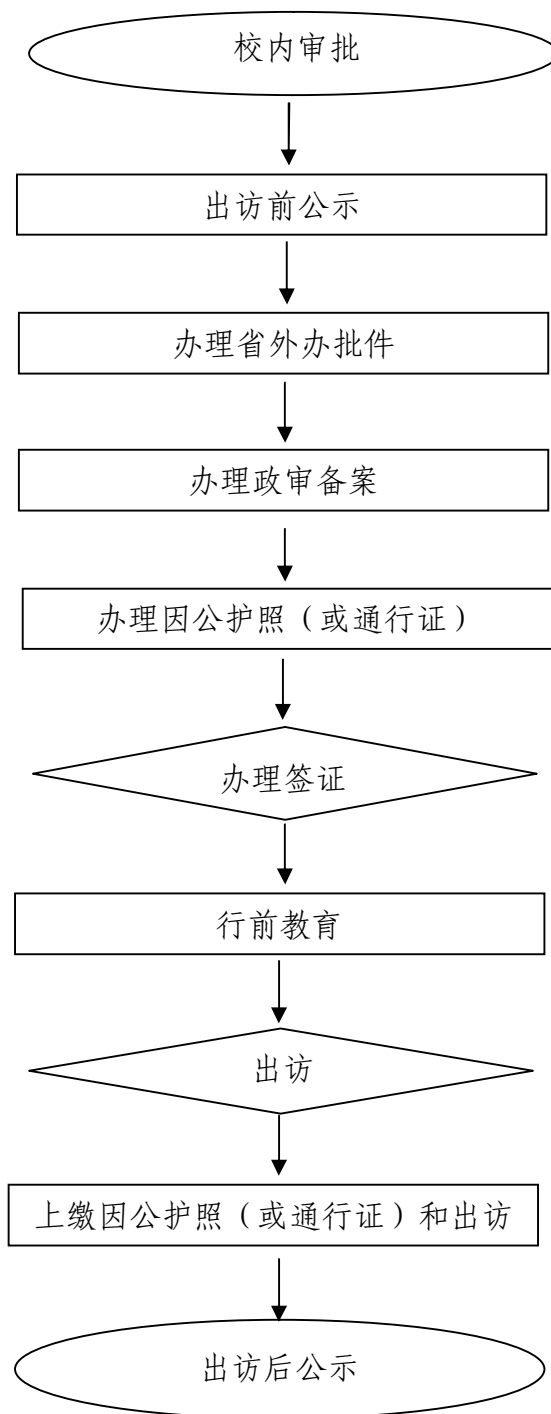 校内审批
出访前公示
办理省外办批件
办理政审备案
办理因公护照（或通行证）
办理签证
行前教育
出访
上缴因公护照（或通行证）和出访
出访后公示